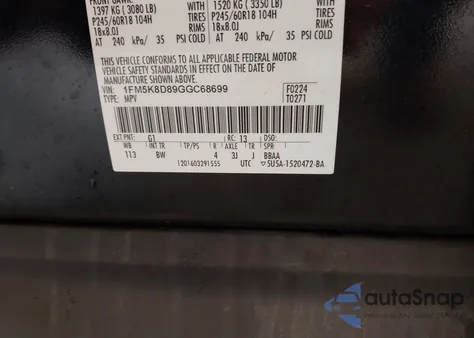 FRONT GAWR:
1397 KG ( 3080 LB) WITH 1520 KG ( 3350 LB) WITH
P245/60R18 104H TIRES P245/60R18 104H TIRES
18x8.0J RIMS 18x8.0J RIMS
AT 240 kPa/ 35 PSI COLD AT 240 kPa/ 35 PSI COLD
THIS VEHICLE CONFORMS TO ALL APPLICABLE FEDERAL MOTOR
VEHICLE SAFETY STANDARDS IN EFFECT ON THE DATE OF
MANUFACTURE SHOWN ABOVE.
VIN: 1FM5K8D89GGC68699 F0224
TYPE: MPV T0271
EXT PNT: G1 RC: 13 DSO:
WB INT TR TP/PS R AXLE TR SPR
113 BW 4 3J J BBAA
1201603291555 UTC 5U5A-1520472-BA
autoSnap